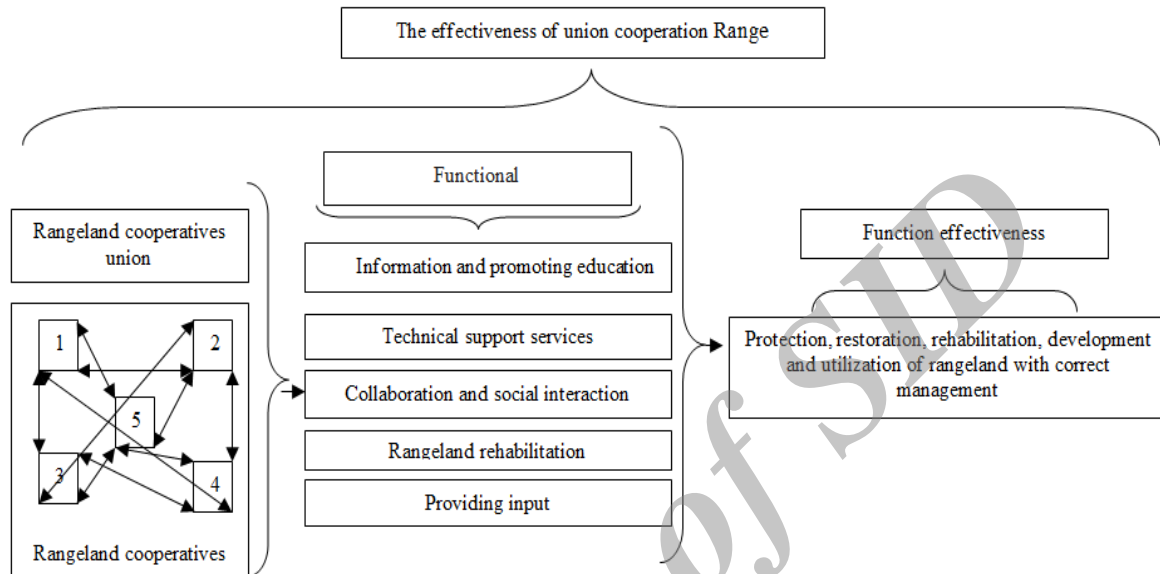 The effectiveness of union cooperation Range
Rangeland cooperatives
union
1
2
5
3
4
Rangeland cooperatives
Functional
Information and promoting education
Technical support services
Collaboration and social interaction
Rangeland rehabilitation
Providing input
Function effectiveness
Protection, restoration, rehabilitation, development
and utilization of rangeland with correct
management
of SID